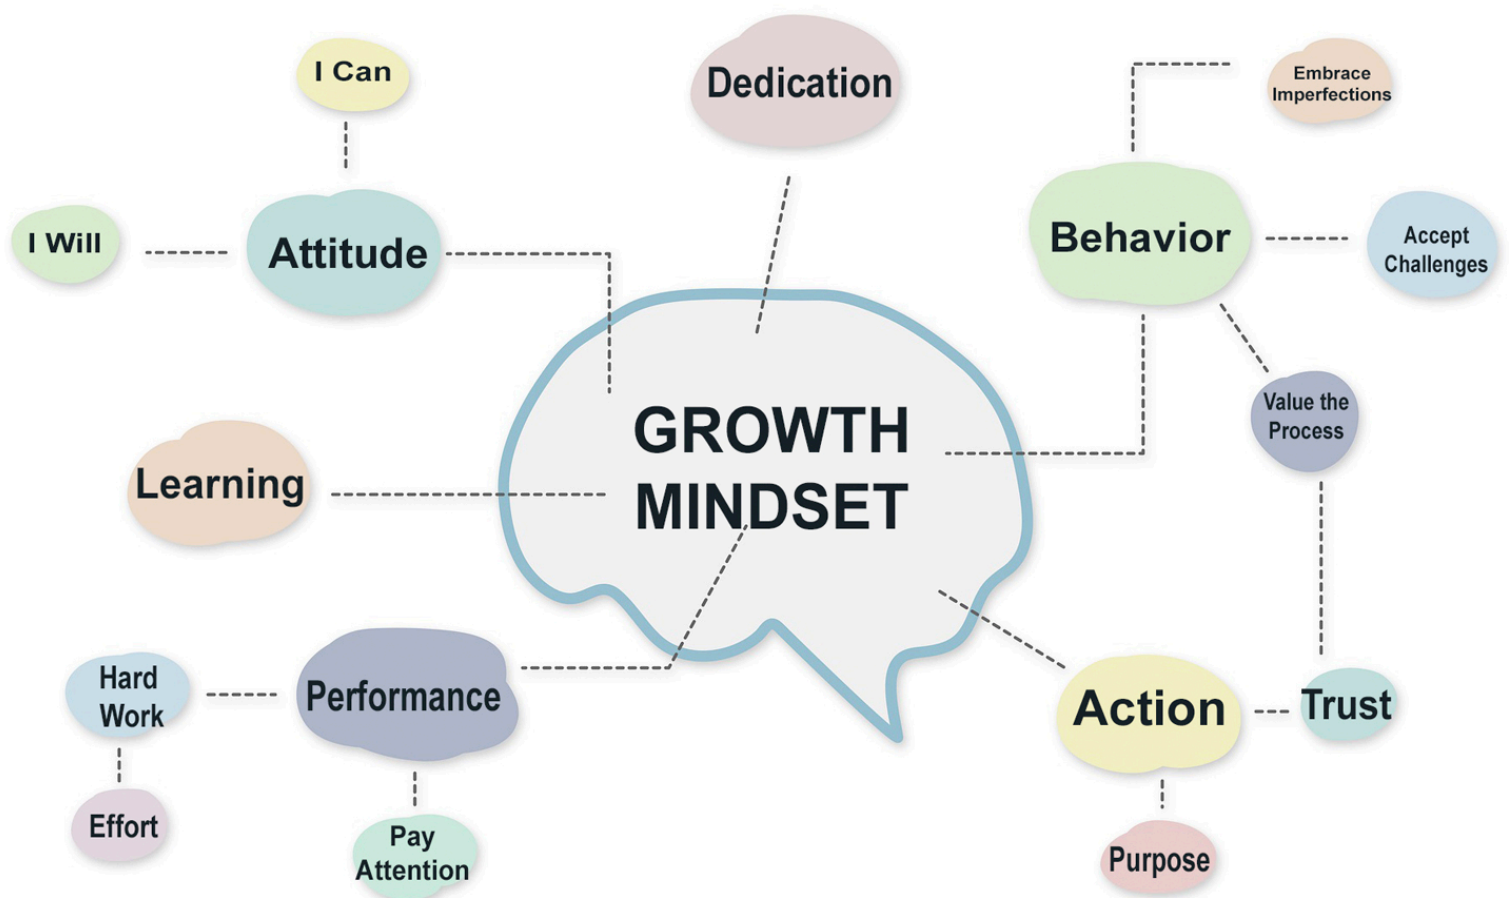 I Can
Dedication
Embrace
Imperfections
I Will
Attitude
Behavior
Accept
Challenges
Value the
Process
GROWTH
MINDSET
Learning
Hard
Work
Performance
Action
Trust
Effort
Pay
Attention
Purpose